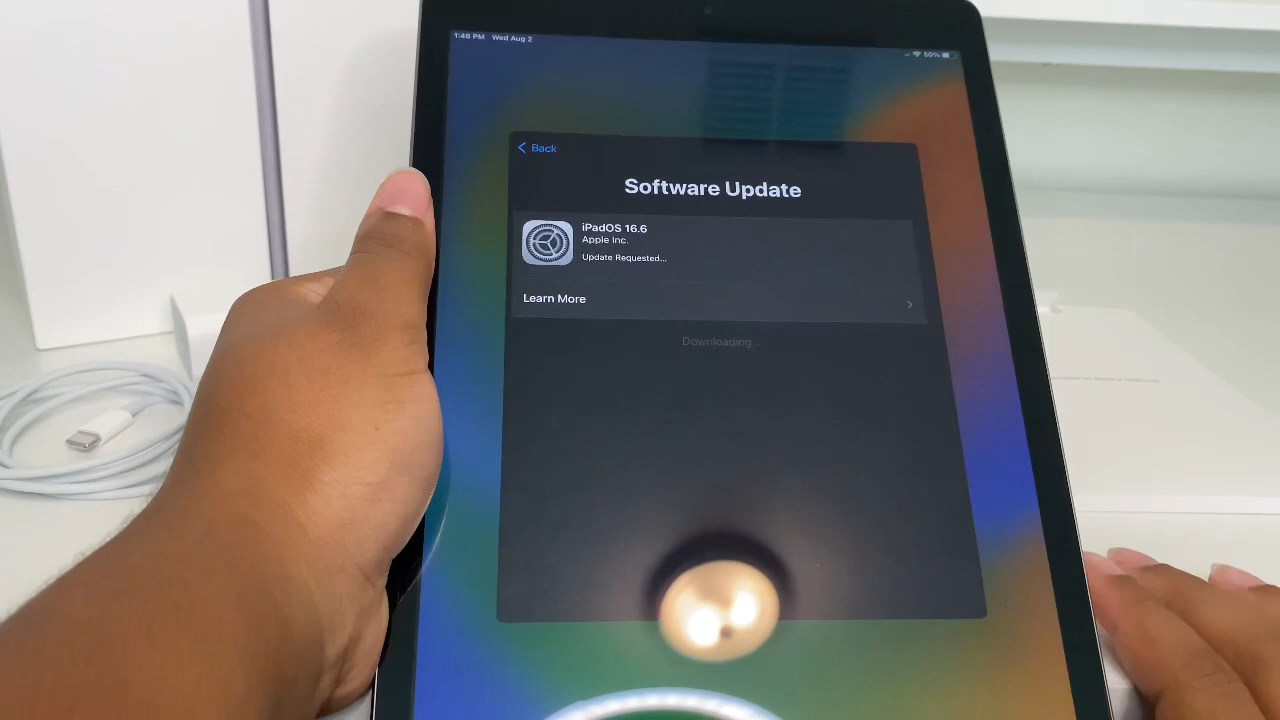 1:46 PM Wed Aug 2
50%
Back
Software Update
iPadOS 16.6
Apple Inc.
Update Requested...
Learn More
Downloading...